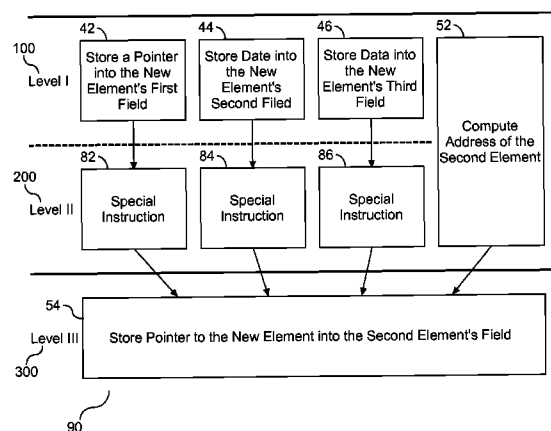 42
44
46
52
100
Level I
Store a Pointer
into the New
Element's First
Field
Store Date into
the New
Element's
Second Filed
Store Data into
the New
Element's Third
Field
Compute
Address of the
Second Element
82
84
86
200
Level II
Special
Instruction
Special
Instruction
Special
Instruction
54
Level III
300
Store Pointer to the New Element into the Second Element's Field
90